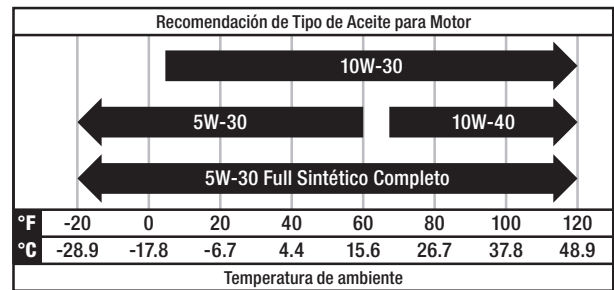 Recomendación de Tipo de Aceite para Motor
10W-30
5W-30 10W-40
5W-30 Full Sintético Completo
°F -20 0 20 40 60 80 100 120
°C -28.9 -17.8 -6.7 4.4 15.6 26.7 37.8 48.9
Temperatura de ambiente